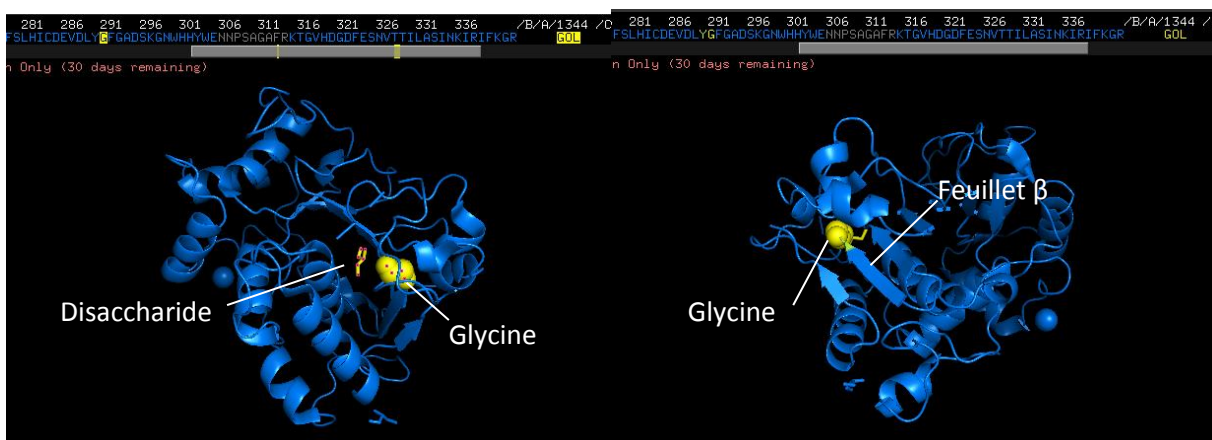 281 286 291 296 301 306 311 316 321 326 331 336 /B/A/1344 /D
FSLHICDEVDLYGFGADSKGNWHHYWENNPSAGAFRKTGVHDGDFESNVTTILASINKIRIFKGR GOL
n Only (30 days remaining)
Disaccharide
Glycine
281 286 291 296 301 306 311 316 321 326 331 336 /B/A/1344 /
FSLHICDEVDLYGFGADSKGNWHHYWENNPSAGAFRKTGVHDGDFESNVTTILASINKIRIFKGR GOL
n Only (30 days remaining)
Feuillet β
Glycine